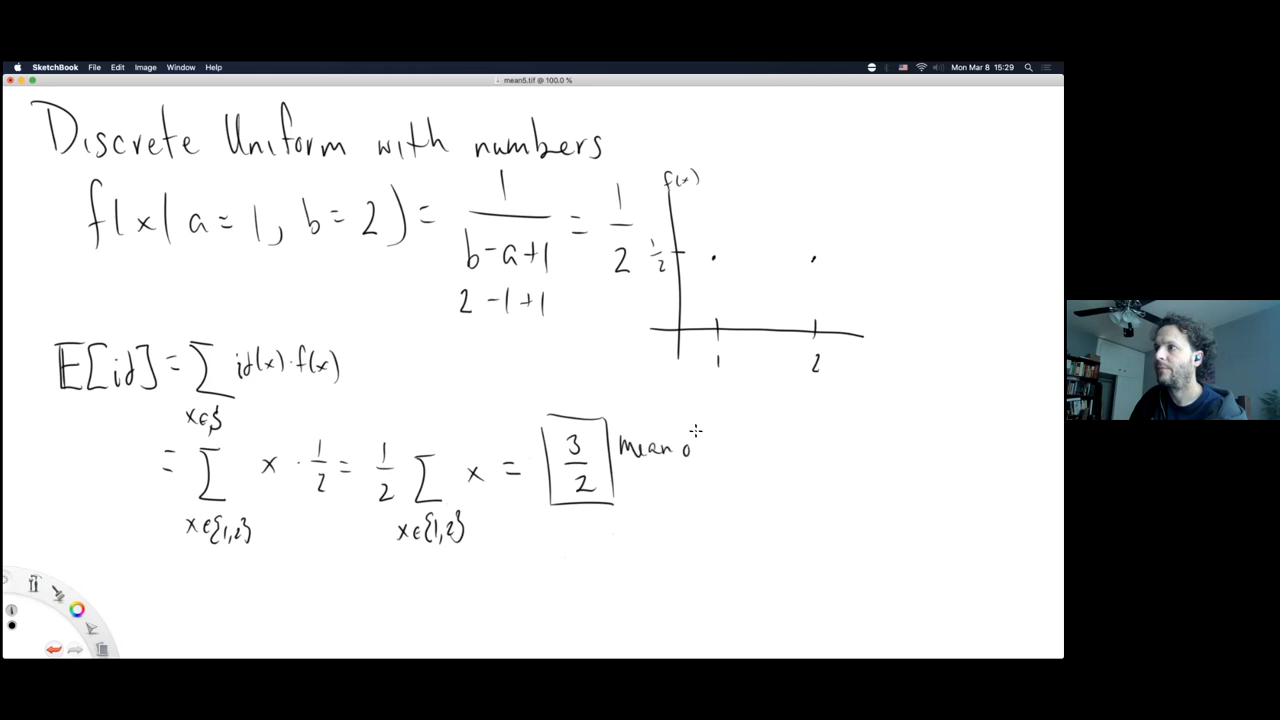 SketchBook File Edit Image Window Help Mon Mar 8 15:29
mean5.tif @ 100.0 %
Discrete Uniform with numbers
f(x| a=1, b=2) = 1/(b-a+1) = 1/2
2-1+1
f(x)
1/2
1 2
E[id] = ∑ id(x)·f(x)
x∈S
= ∑ x · 1/2 = 1/2 ∑ x = 3/2 mean o
x∈{1,2} x∈{1,2}